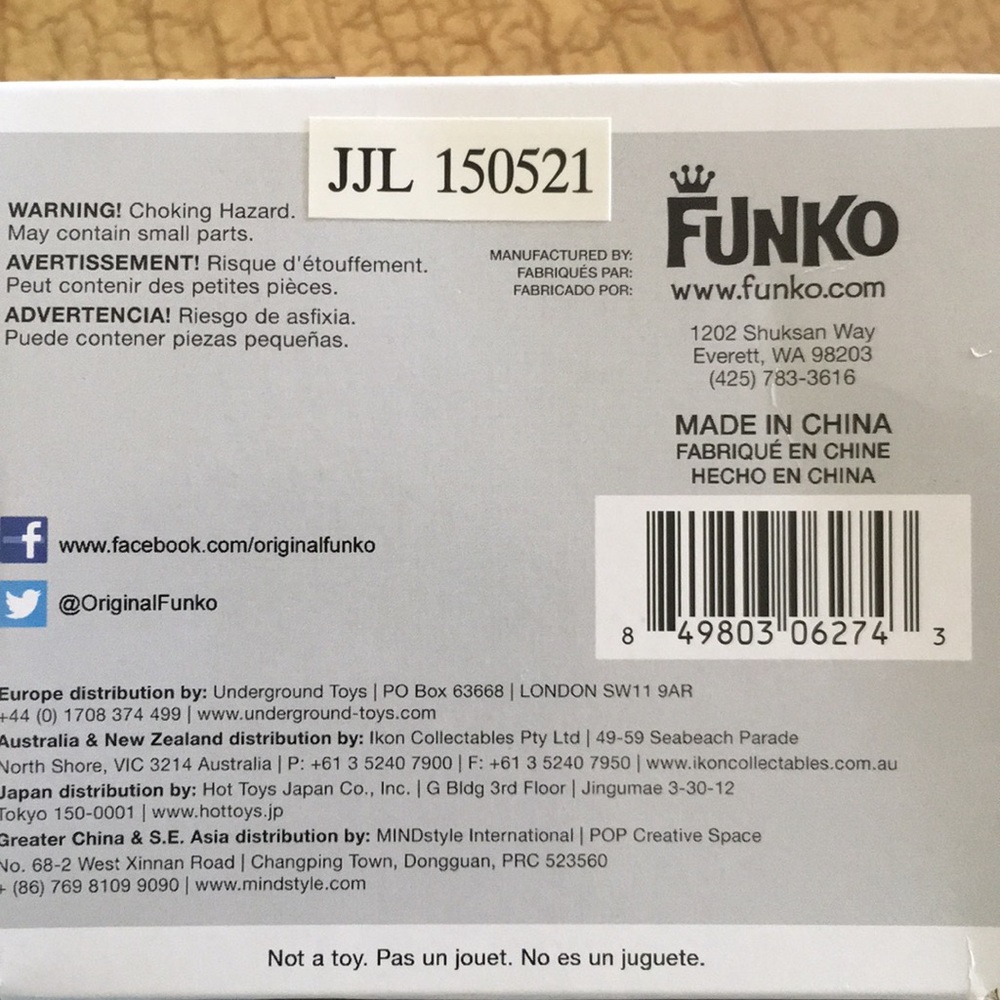 JJL 150521
WARNING! Choking Hazard.
May contain small parts.
AVERTISSEMENT! Risque d'étouffement.
Peut contenir des petites pièces.
ADVERTENCIA! Riesgo de asfixia.
Puede contener piezas pequeñas.
MANUFACTURED BY:
FABRIQUÉS PAR:
FABRICADO POR:
FUNKO
www.funko.com
1202 Shuksan Way
Everett, WA 98203
(425) 783-3616
MADE IN CHINA
FABRIQUÉ EN CHINE
HECHO EN CHINA
f www.facebook.com/originalfunko
@OriginalFunko
8 49803 06274 3
Europe distribution by: Underground Toys | PO Box 63668 | LONDON SW11 9AR
+44 (0) 1708 374 499 | www.underground-toys.com
Australia & New Zealand distribution by: Ikon Collectables Pty Ltd | 49-59 Seabeach Parade
North Shore, VIC 3214 Australia | P: +61 3 5240 7900 | F: +61 3 5240 7950 | www.ikoncollectables.com.au
Japan distribution by: Hot Toys Japan Co., Inc. | G Bldg 3rd Floor | Jingumae 3-30-12
Tokyo 150-0001 | www.hottoys.jp
Greater China & S.E. Asia distribution by: MINDstyle International | POP Creative Space
No. 68-2 West Xinnan Road | Changping Town, Dongguan, PRC 523560
+ (86) 769 8109 9090 | www.mindstyle.com
Not a toy. Pas un jouet. No es un juguete.